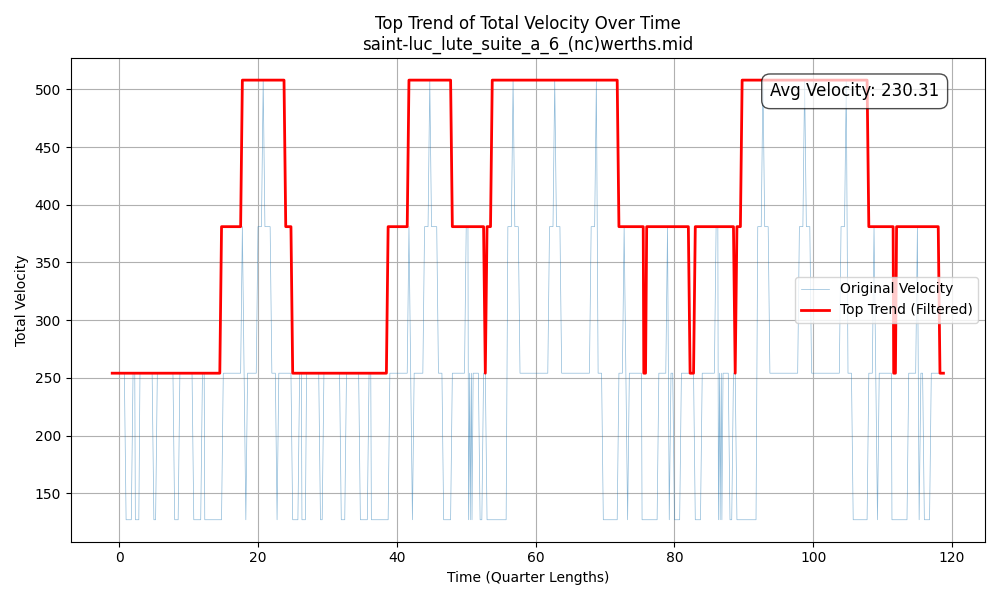 Top Trend of Total Velocity Over Time
saint-luc_lute_suite_a_6_(nc)werths.mid
Avg Velocity: 230.31
Total Velocity
500
450
400
350
300
250
200
150
Original Velocity
Top Trend (Filtered)
0 20 40 60 80 100 120
Time (Quarter Lengths)